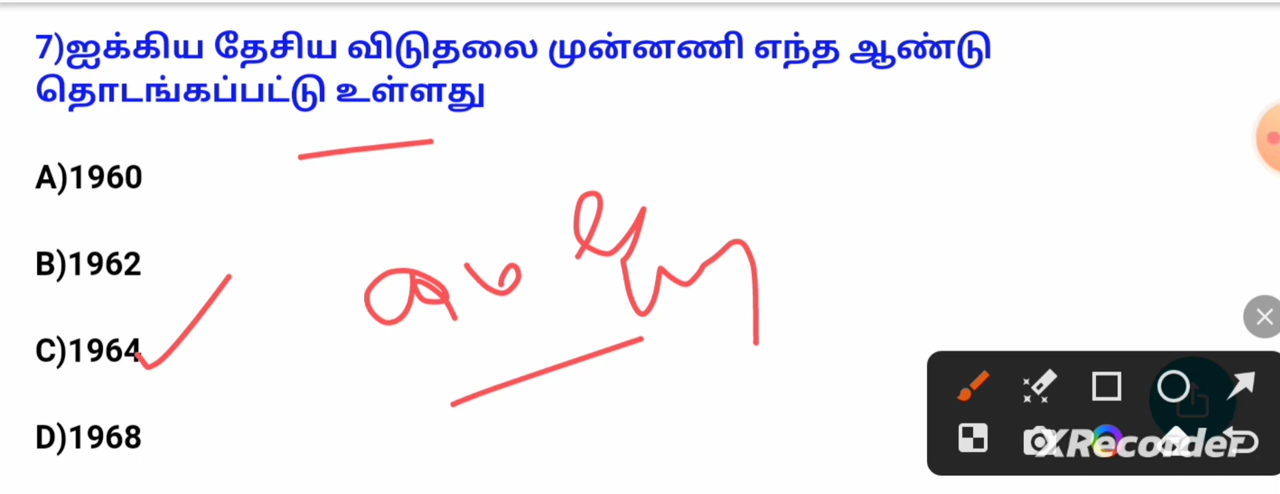 7)ஐக்கிய தேசிய விடுதலை முன்னணி எந்த ஆண்டு
தொடங்கப்பட்டு உள்ளது
A)1960
B)1962
C)1964
D)1968
XRecorder